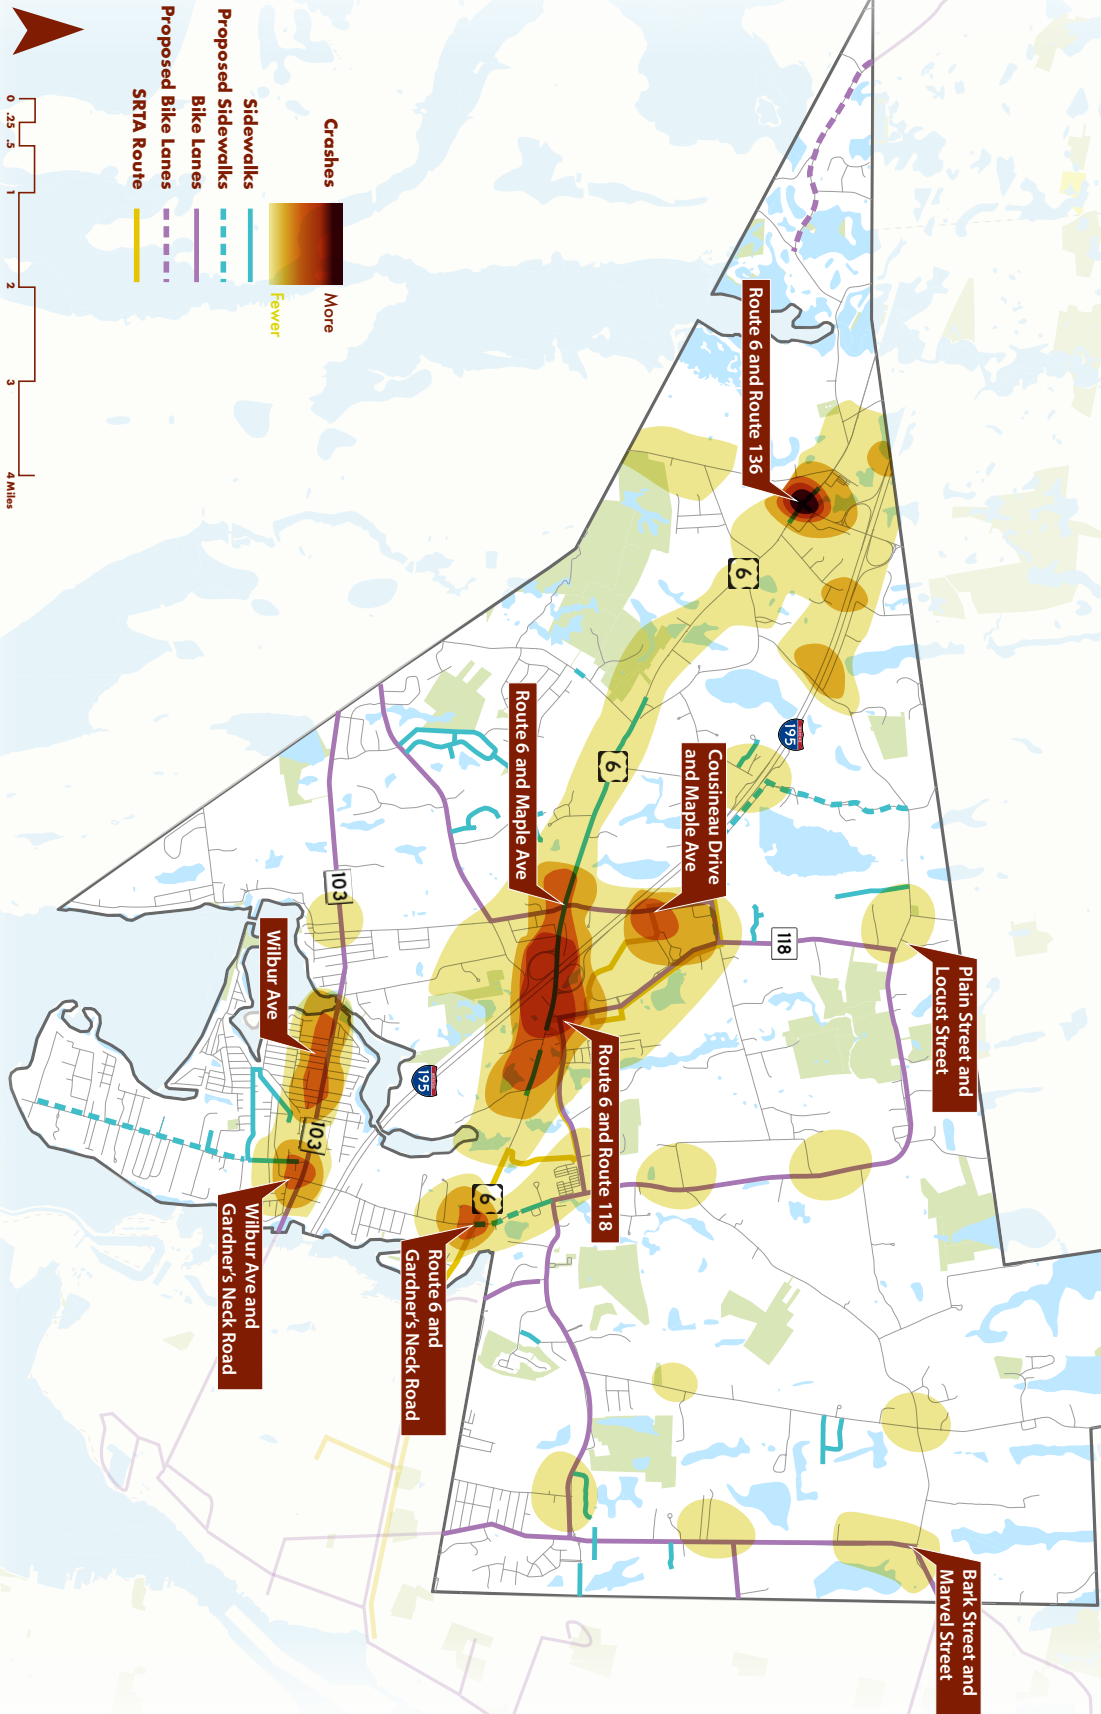 Crashes
More
Fewer
Sidewalks
Proposed Sidewalks
Bike Lanes
Proposed Bike Lanes
SRTA Route
0 .25 .5 1 2 3 4 Miles
Route 6 and Route 136
6
195
6
Cousineau Drive
and Maple Ave
Route 6 and Maple Ave
103
118
Plain Street and
Locust Street
Wilbur Ave
195
Route 6 and Route 118
103
6
Wilbur Ave and
Gardner's Neck Road
Route 6 and
Gardner's Neck Road
Bark Street and
Marvel Street